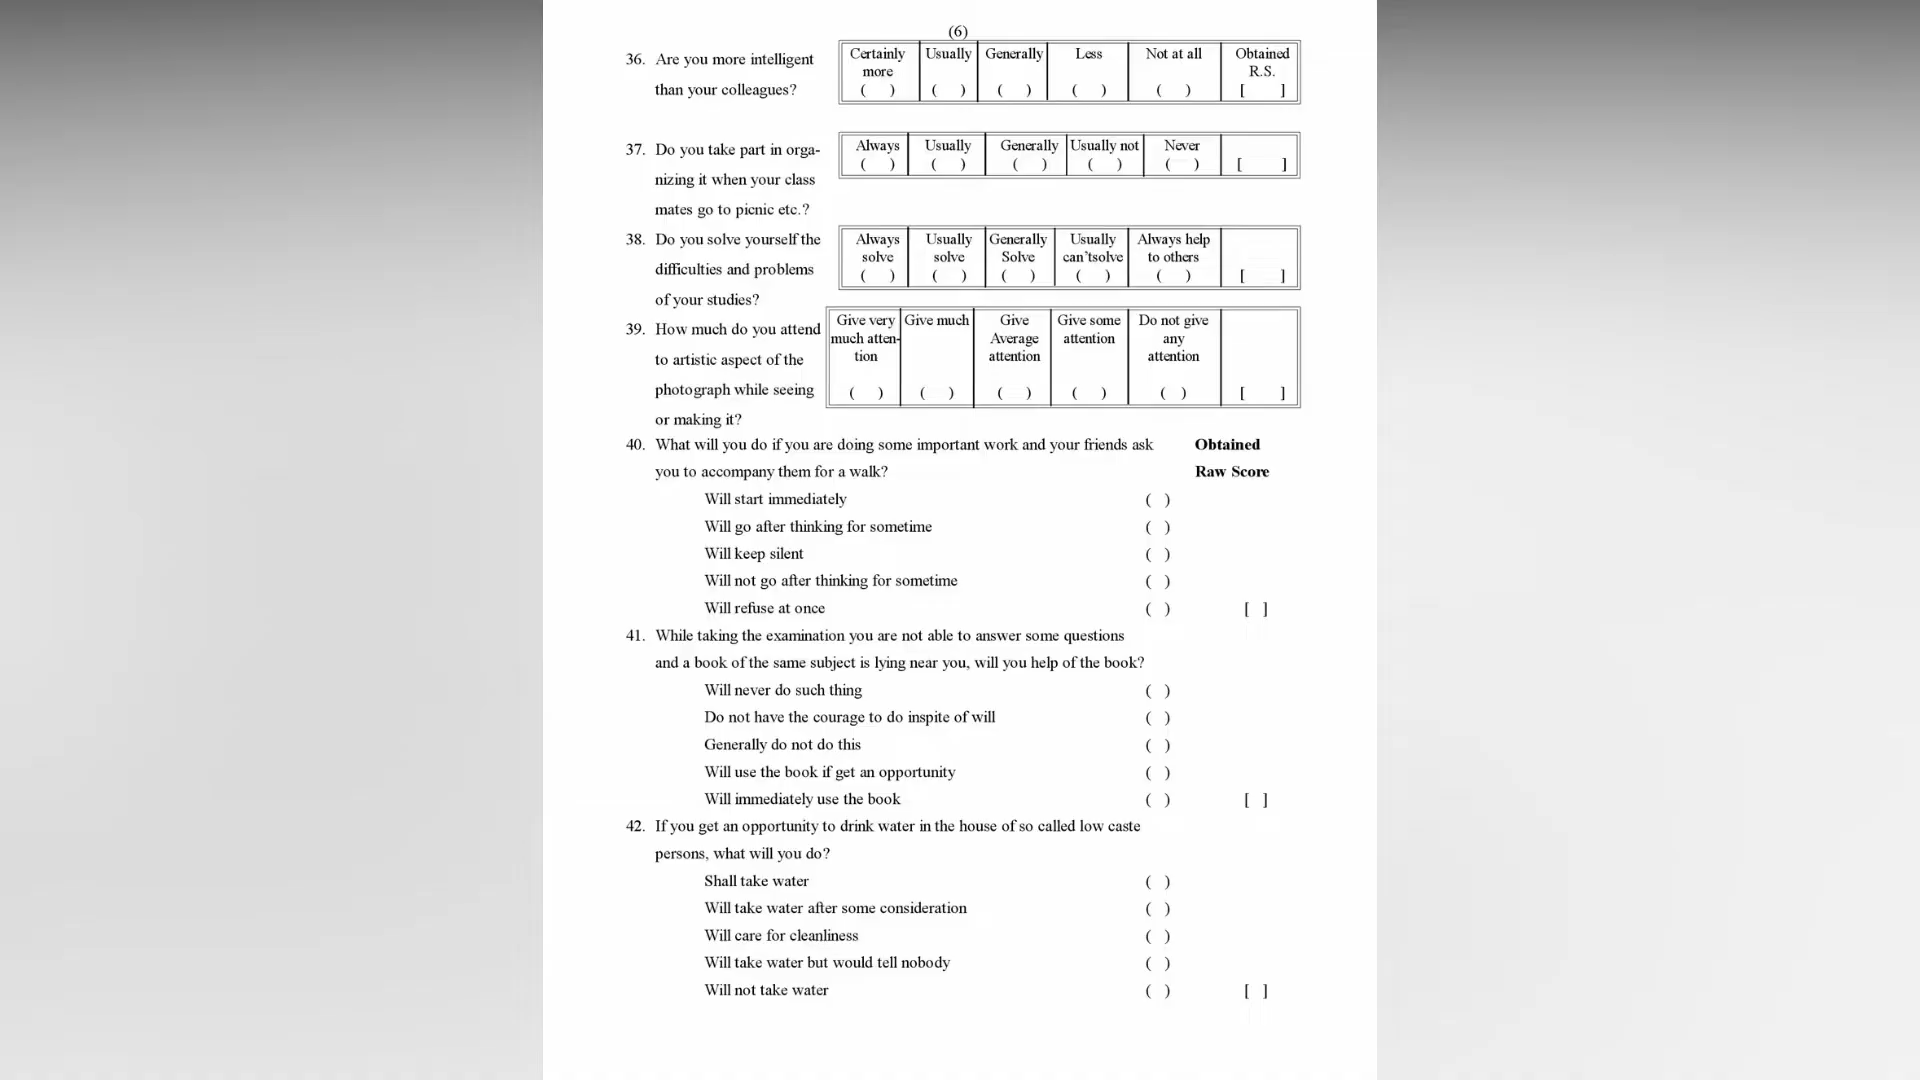 (6)
36. Are you more intelligent
than your colleagues?
Certainly Usually Generally Less Not at all Obtained
more R.S.
( ) ( ) ( ) ( ) ( ) [ ]
37. Do you take part in orga-
nizing it when your class
mates go to picnic etc.?
Always Usually Generally Usually not Never
( ) ( ) ( ) ( ) ( ) [ ]
38. Do you solve yourself the
difficulties and problems
of your studies?
Always Usually Generally Usually Always help
solve solve Solve can'tsolve to others
( ) ( ) ( ) ( ) ( ) [ ]
39. How much do you attend
to artistic aspect of the
photograph while seeing
or making it?
Give very Give much Give Give some Do not give
much atten- Average attention any
tion attention attention
( ) ( ) ( ) ( ) ( ) [ ]
40. What will you do if you are doing some important work and your friends ask Obtained
you to accompany them for a walk? Raw Score
Will start immediately ( )
Will go after thinking for sometime ( )
Will keep silent ( )
Will not go after thinking for sometime ( )
Will refuse at once ( ) [ ]
41. While taking the examination you are not able to answer some questions
and a book of the same subject is lying near you, will you help of the book?
Will never do such thing ( )
Do not have the courage to do inspite of will ( )
Generally do not do this ( )
Will use the book if get an opportunity ( )
Will immediately use the book ( ) [ ]
42. If you get an opportunity to drink water in the house of so called low caste
persons, what will you do?
Shall take water ( )
Will take water after some consideration ( )
Will care for cleanliness ( )
Will take water but would tell nobody ( )
Will not take water ( ) [ ]